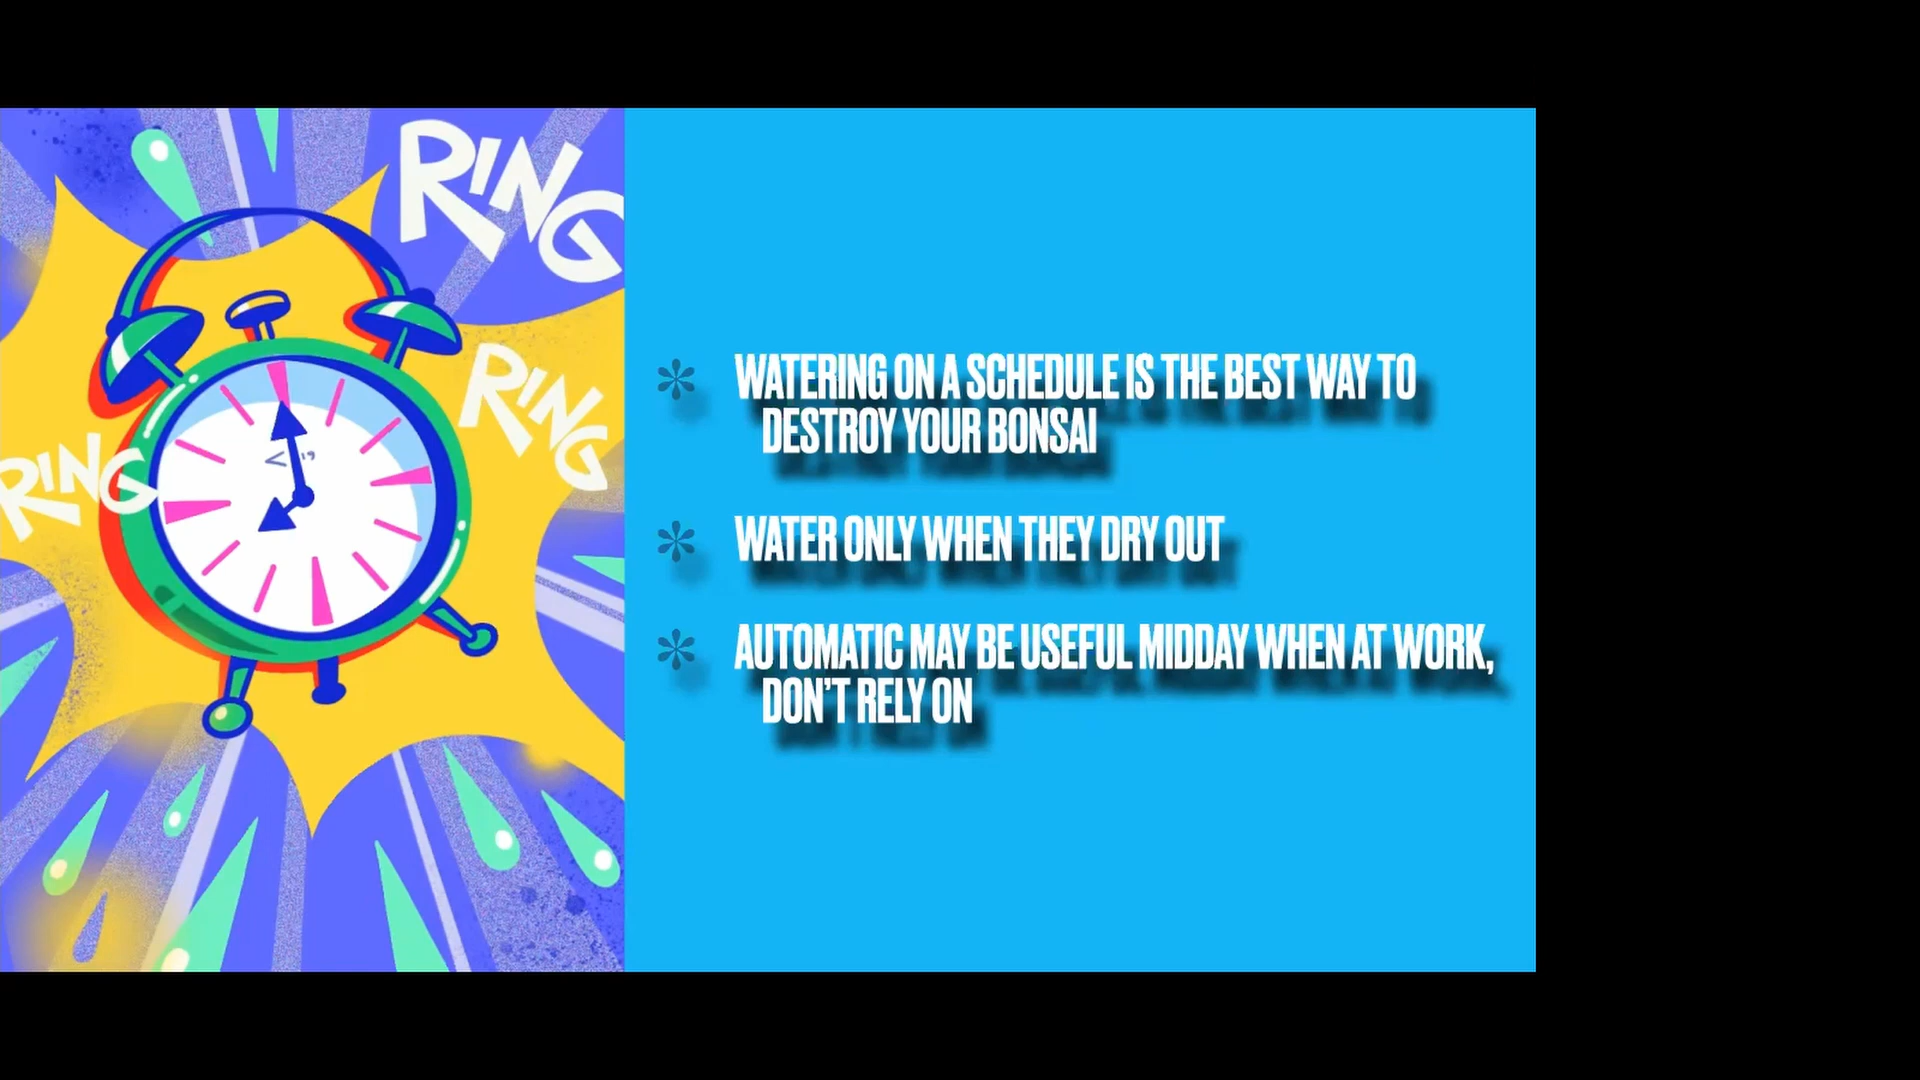 RING
RING
RING
* WATERING ON A SCHEDULE IS THE BEST WAY TO
DESTROY YOUR BONSAI
* WATER ONLY WHEN THEY DRY OUT
* AUTOMATIC MAY BE USEFUL MIDDAY WHEN AT WORK,
DON'T RELY ON